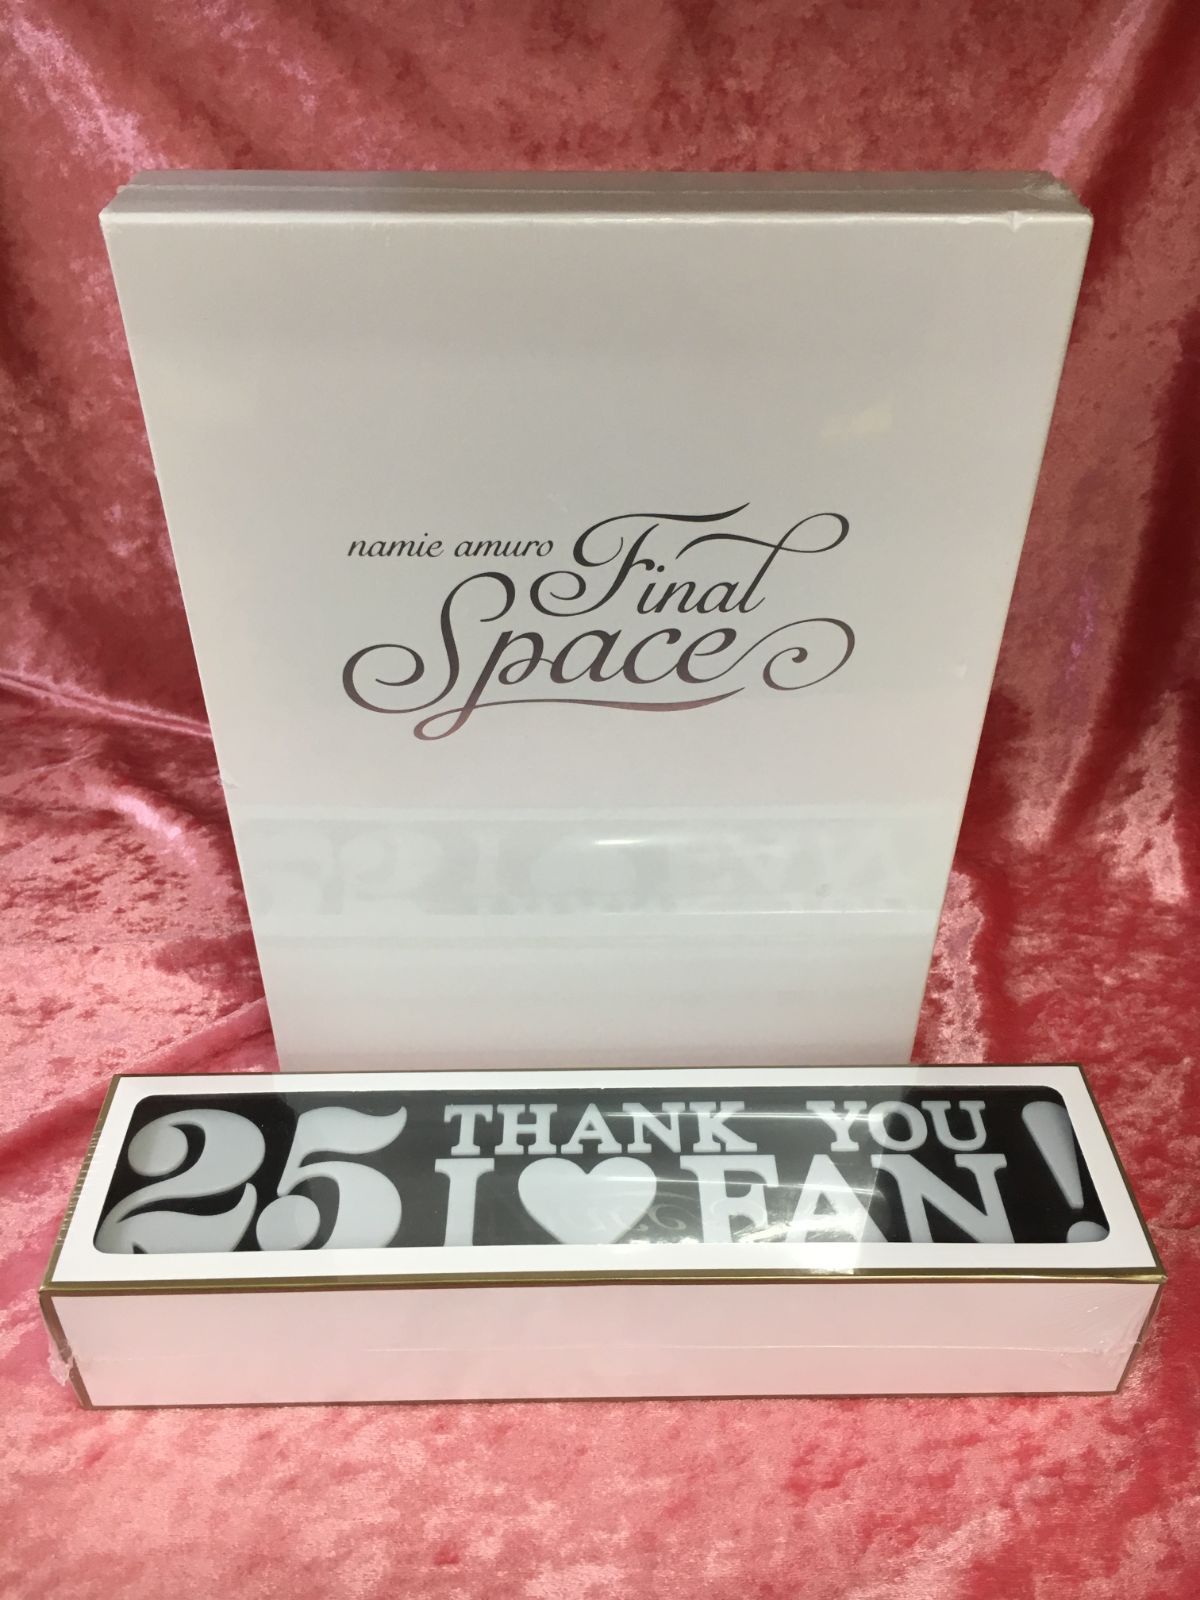 namie amuro Final
Space
25 THANK YOU
I ♥ FAN!